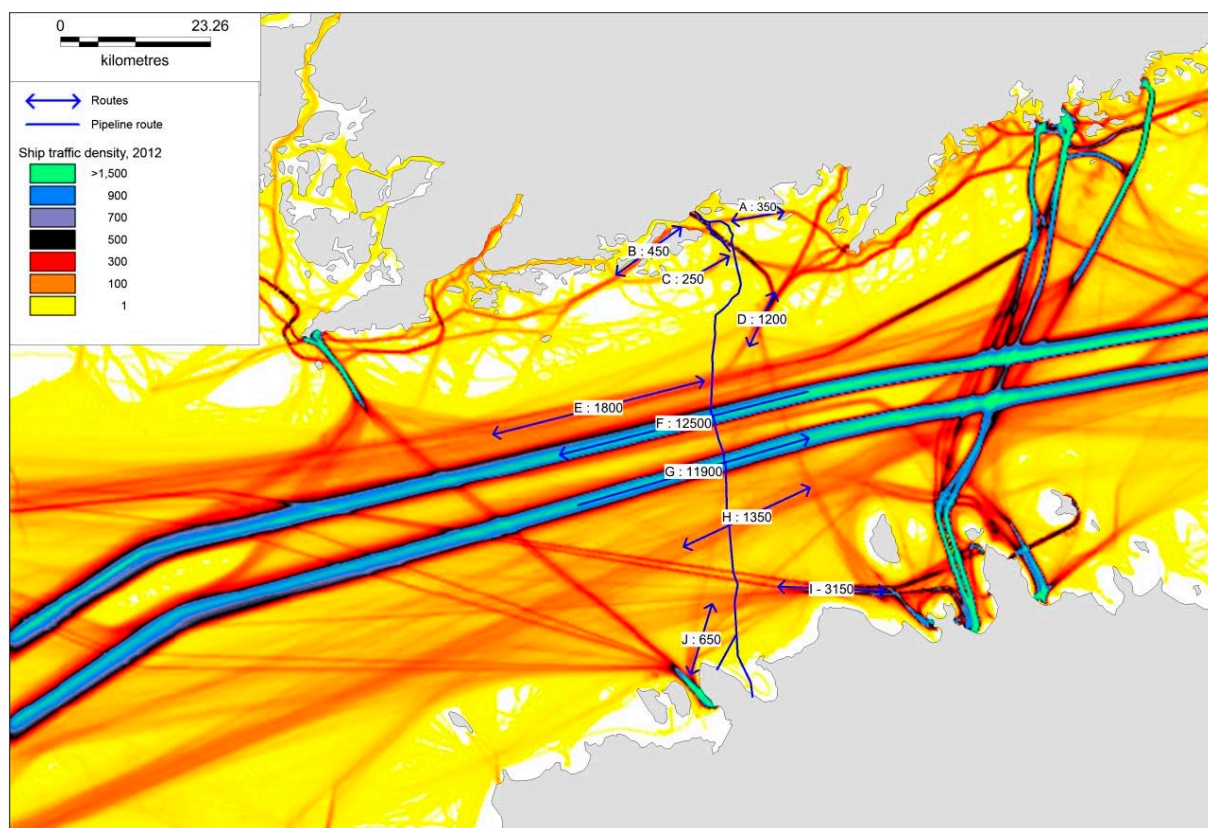 0 23.26
kilometres
Routes
Pipeline route
Ship traffic density, 2012
>1,500
900
700
500
300
100
1
A : 350
B : 450
C : 250
D : 1200
E : 1800
F : 12500
G : 11900
H : 1350
I - 3150
J : 650